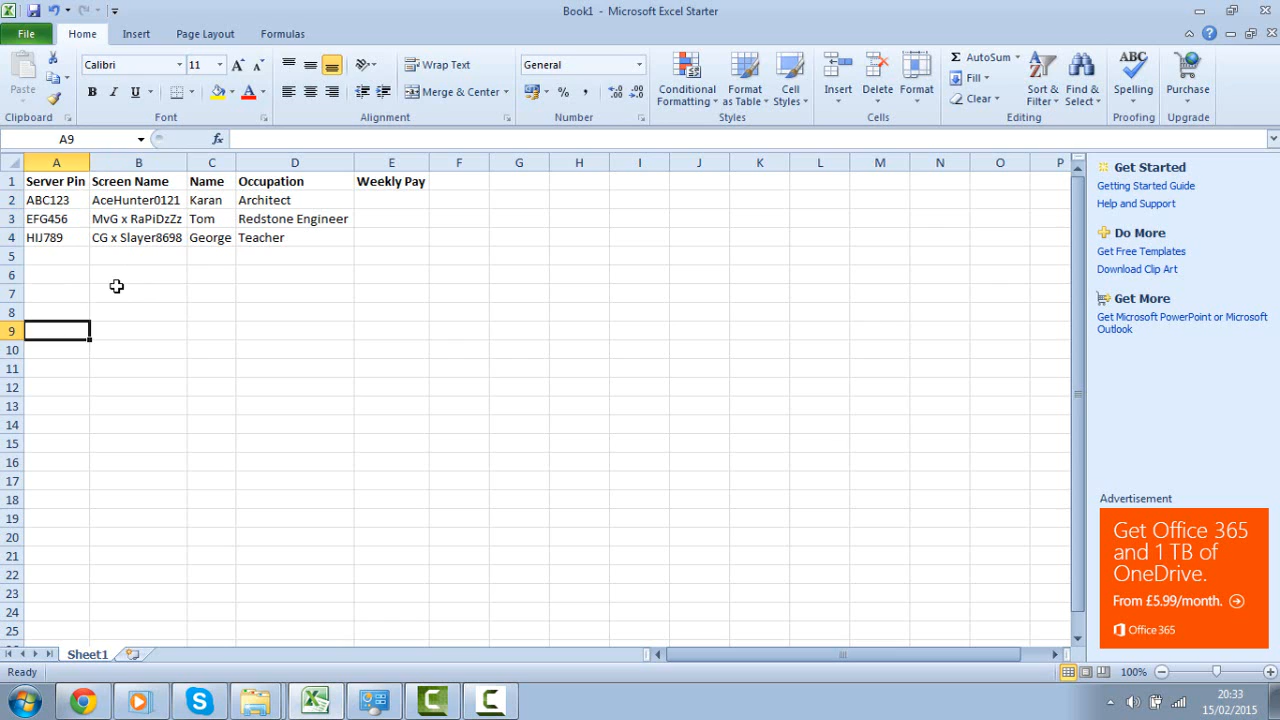 Book1 - Microsoft Excel Starter
File Home Insert Page Layout Formulas
Calibri 11 A A Wrap Text General AutoSum
Paste B I U A Merge & Center % , Fill
Clear
Conditional Formatting Format as Table Cell Styles Insert Delete Format Sort & Filter Find & Select ABC Spelling Purchase
Clipboard Font Alignment Number Styles Cells Editing Proofing Upgrade
A9 fx
A B C D E F G H I J K L M N O P
1 Server Pin Screen Name Name Occupation Weekly Pay
2 ABC123 AceHunter0121 Karan Architect
3 EFG456 MvG x RaPiDzZz Tom Redstone Engineer
4 HIJ789 CG x Slayer8698 George Teacher
5
6
7
8
9
10
11
12
13
14
15
16
17
18
19
20
21
22
23
24
25
Get Started
Getting Started Guide
Help and Support
Do More
Get Free Templates
Download Clip Art
Get More
Get Microsoft PowerPoint or Microsoft
Outlook
Advertisement
Get Office 365
and 1 TB of
OneDrive.
From £5.99/month.
Office 365
Sheet1
Ready 100%
20:33
15/02/2015